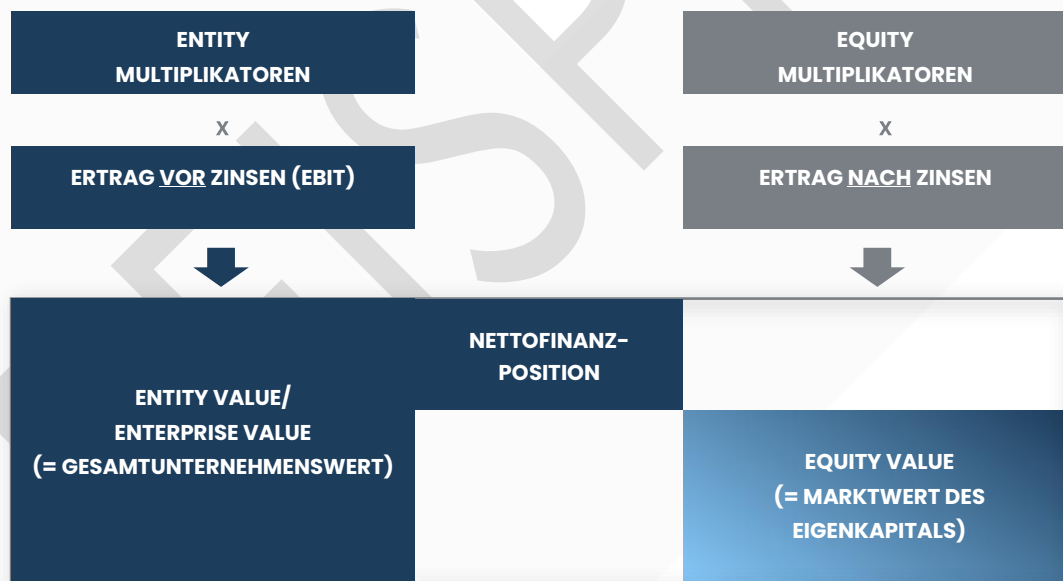 ENTITY
MULTIPLIKATOREN
EQUITY
MULTIPLIKATOREN
X
X
ERTRAG VOR ZINSEN (EBIT)
ERTRAG NACH ZINSEN
NETTOFINANZ-
POSITION
ENTITY VALUE/
ENTERPRISE VALUE
(= GESAMTUNTERNEHMENSWERT)
EQUITY VALUE
(= MARKTWERT DES
EIGENKAPITALS)